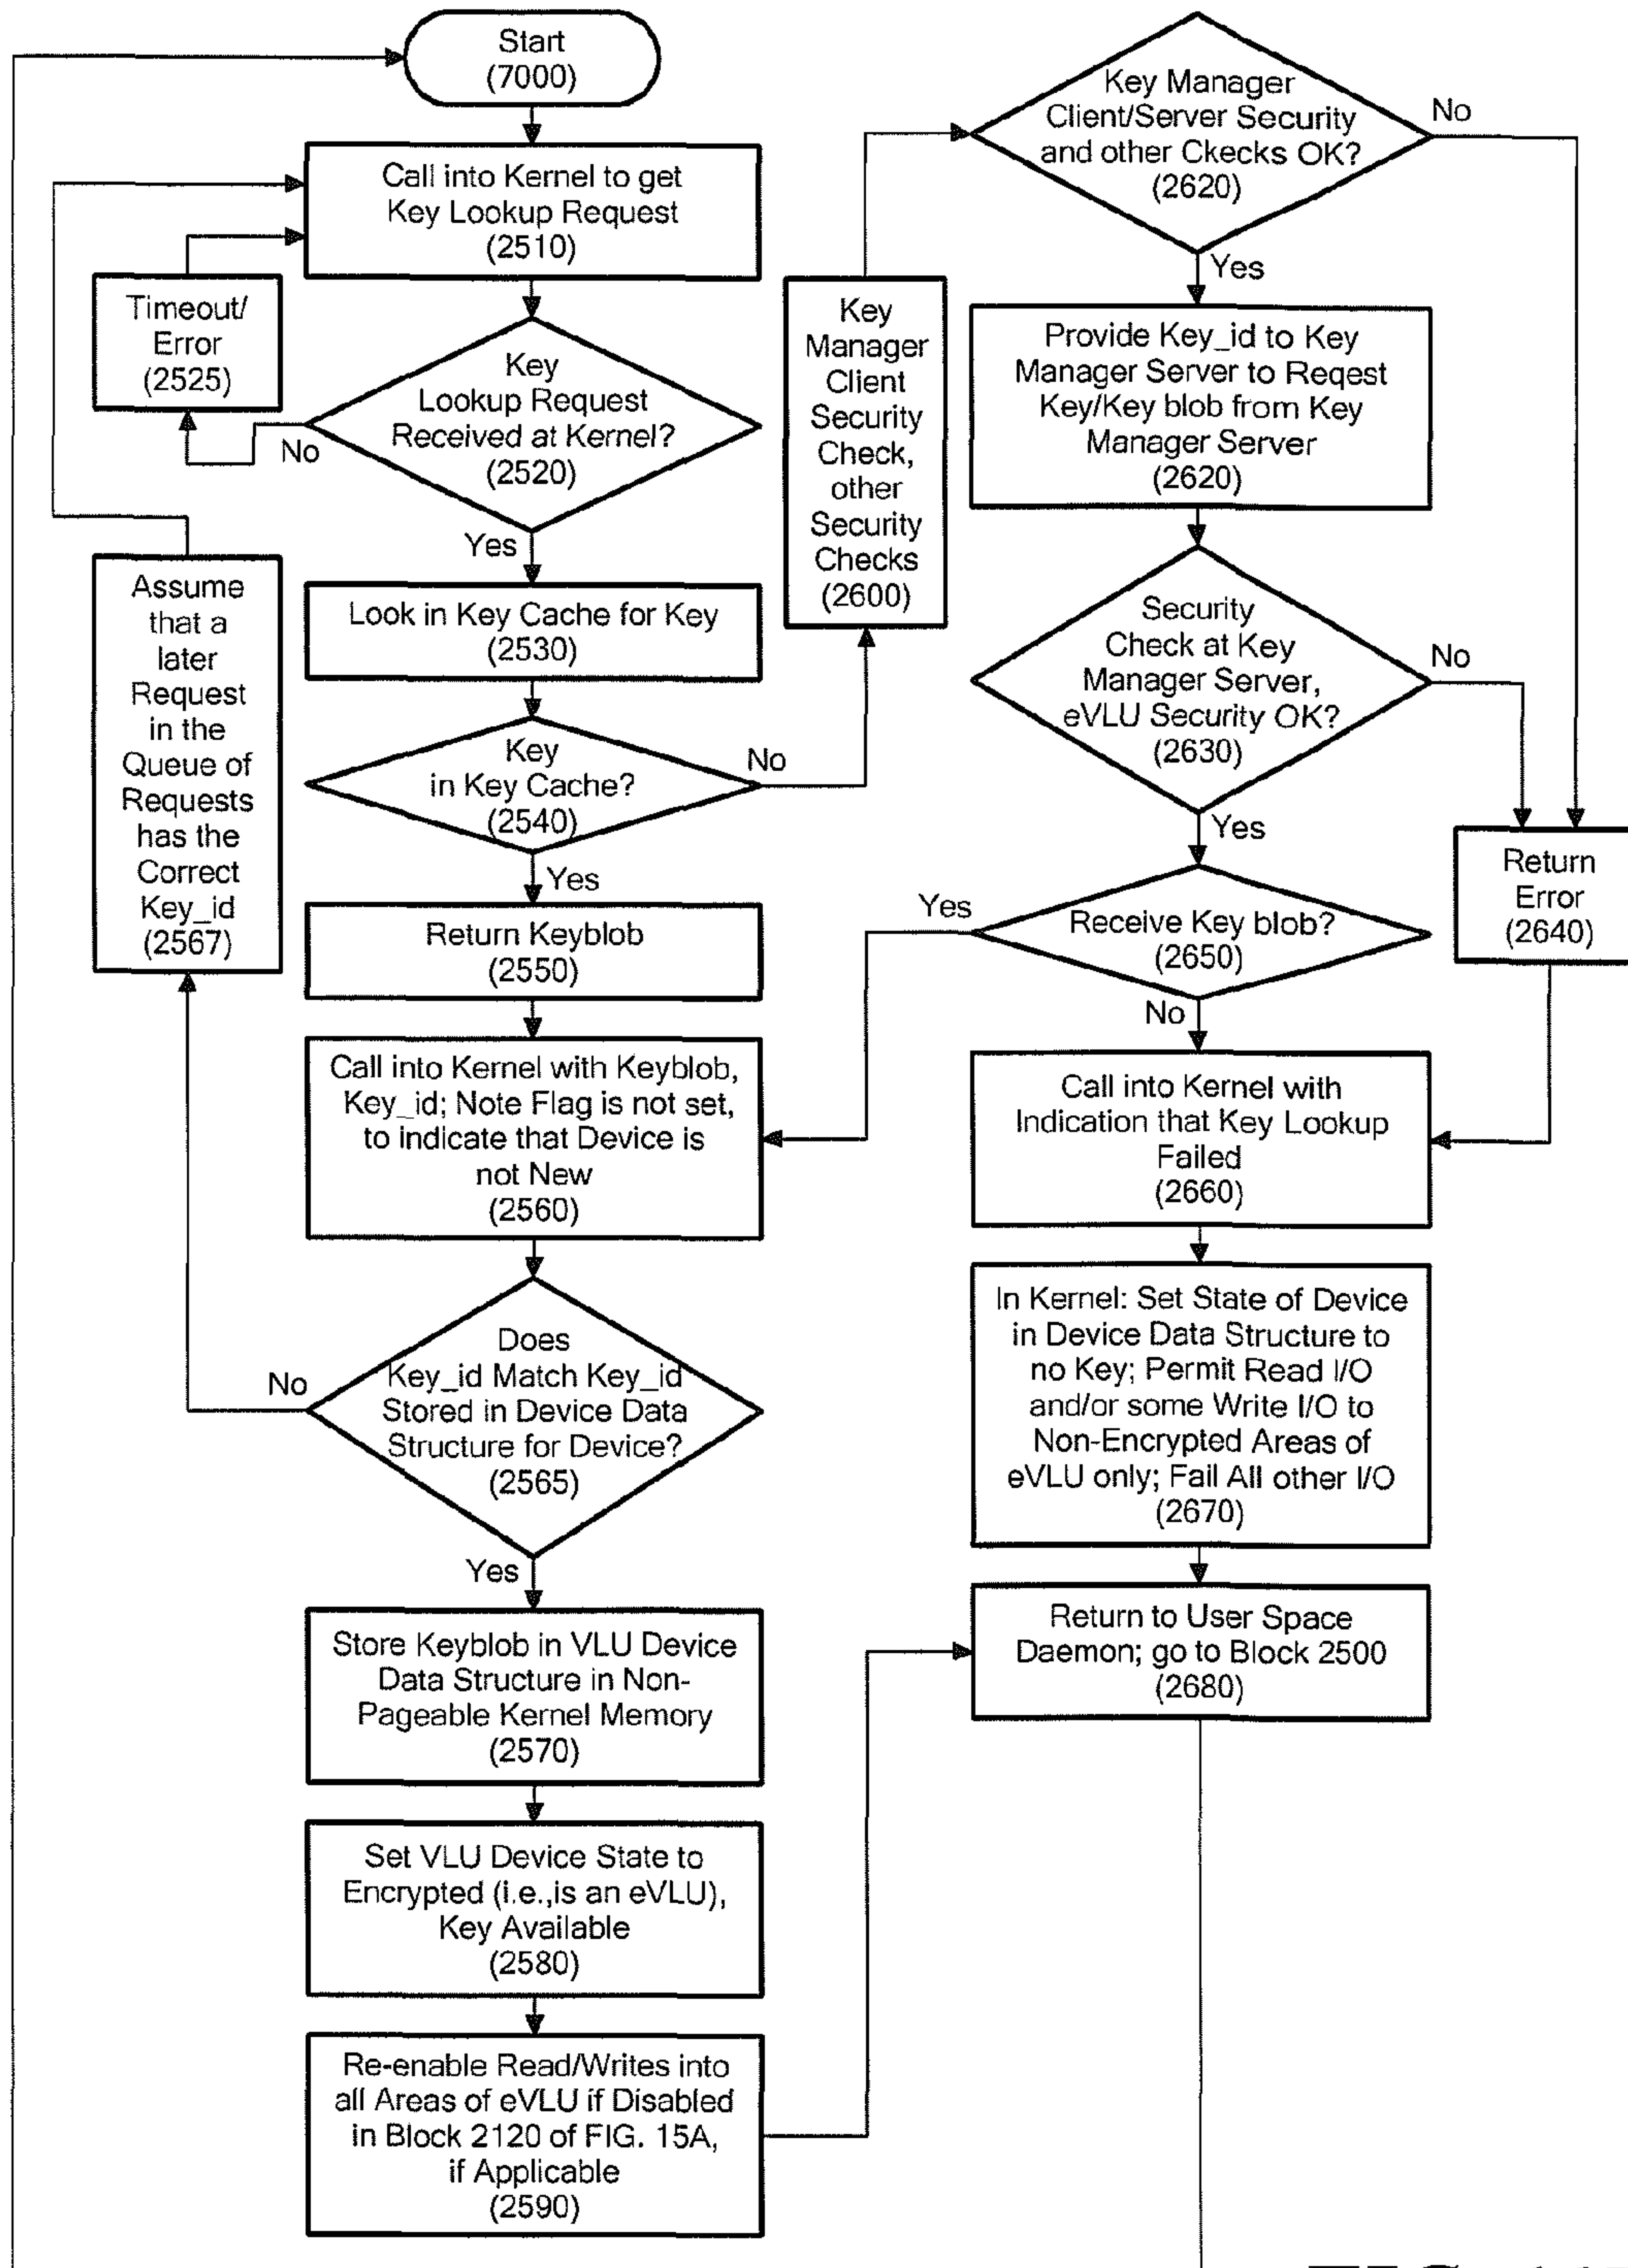 Start
(7000)
Call into Kernel to get
Key Lookup Request
(2510)
Timeout/
Error
(2525)
Key
Lookup Request
Received at Kernel?
(2520)
No
Yes
Look in Key Cache for Key
(2530)
Key
in Key Cache?
(2540)
No
Yes
Return Keyblob
(2550)
Call into Kernel with Keyblob,
Key_id; Note Flag is not set,
to indicate that Device is
not New
(2560)
Does
Key_id Match Key_id
Stored in Device Data
Structure for Device?
(2565)
No
Yes
Assume
that a
later
Request
in the
Queue of
Requests
has the
Correct
Key_id
(2567)
Store Keyblob in VLU Device
Data Structure in Non-
Pageable Kernel Memory
(2570)
Set VLU Device State to
Encrypted (i.e.,is an eVLU),
Key Available
(2580)
Re-enable Read/Writes into
all Areas of eVLU if Disabled
in Block 2120 of FIG. 15A,
if Applicable
(2590)
Key
Manager
Client
Security
Check,
other
Security
Checks
(2600)
Key Manager
Client/Server Security
and other Ckecks OK?
(2620)
No
Yes
Provide Key_id to Key
Manager Server to Reqest
Key/Key blob from Key
Manager Server
(2620)
Security
Check at Key
Manager Server,
eVLU Security OK?
(2630)
No
Yes
Return
Error
(2640)
Receive Key blob?
(2650)
Yes
No
Call into Kernel with
Indication that Key Lookup
Failed
(2660)
In Kernel: Set State of Device
in Device Data Structure to
no Key; Permit Read I/O
and/or some Write I/O to
Non-Encrypted Areas of
eVLU only; Fail All other I/O
(2670)
Return to User Space
Daemon; go to Block 2500
(2680)